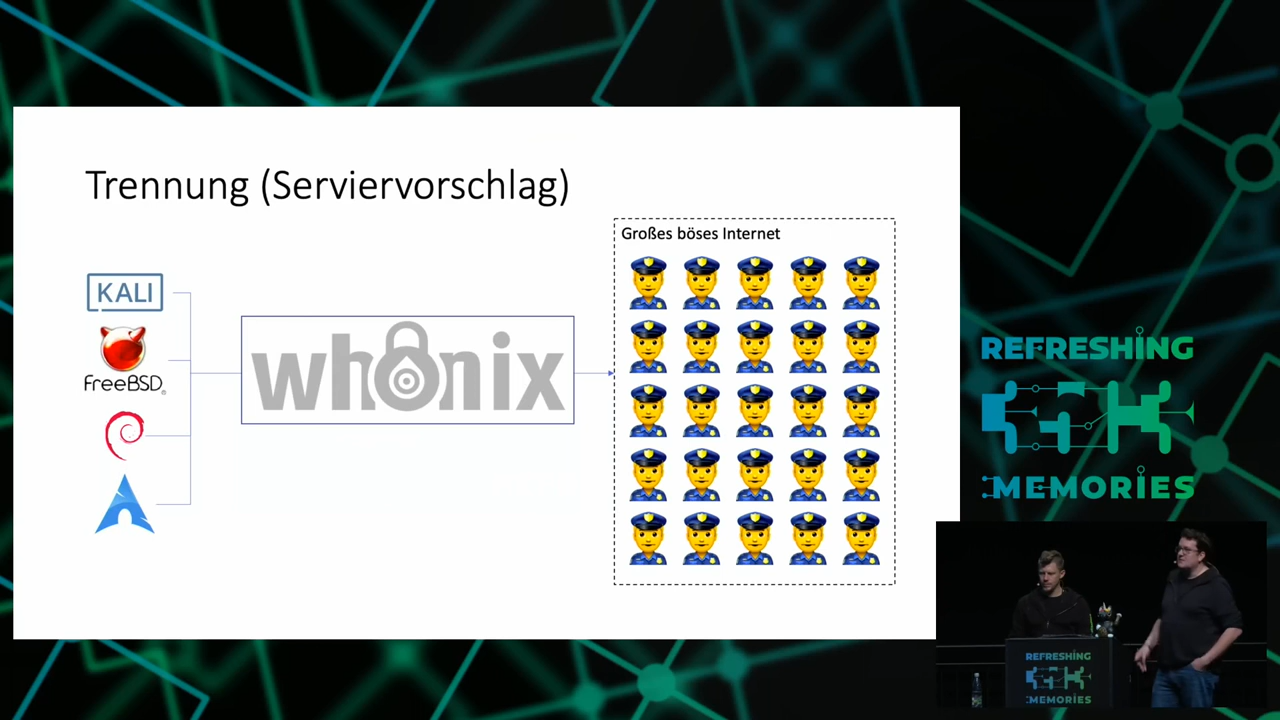 Trennung (Serviervorschlag)
Großes böses Internet
KALI
FreeBSD®
whonix
REFRESHING
MEMORIES
REFRESHING
MEMORIES